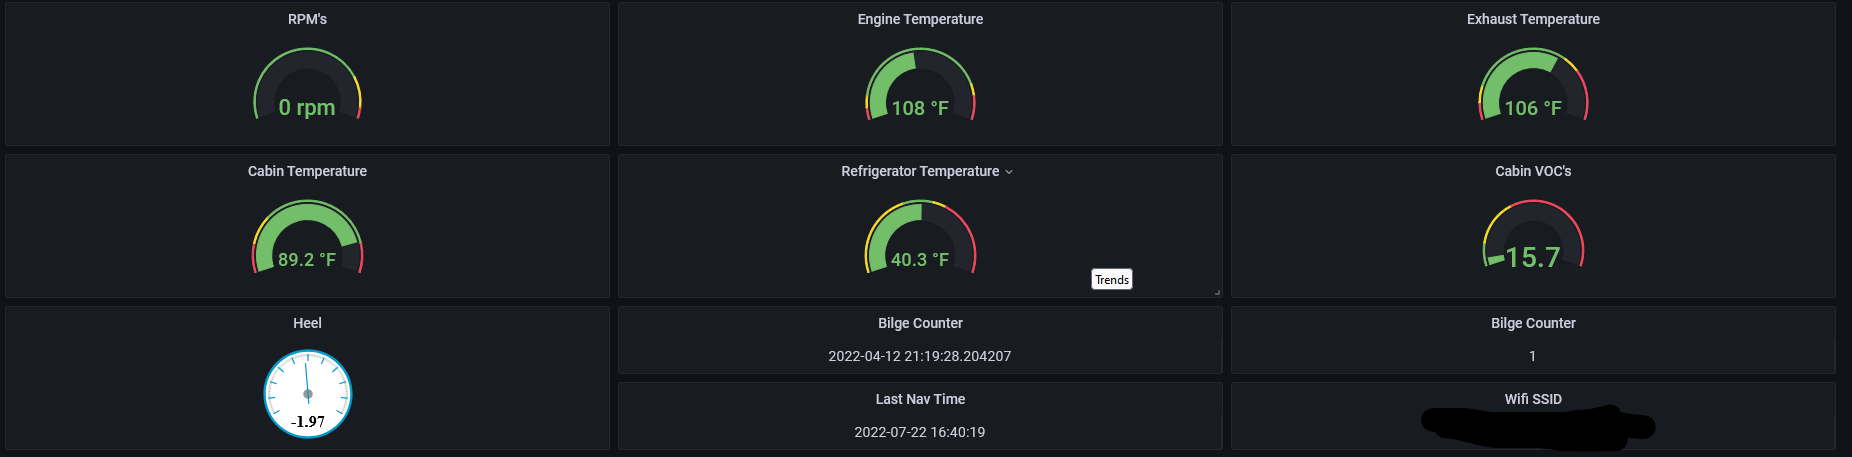 RPM's
0 rpm
Engine Temperature
108 °F
Exhaust Temperature
106 °F
Cabin Temperature
89.2 °F
Refrigerator Temperature
40.3 °F
Trends
Cabin VOC's
15.7
Heel
-1.97
Bilge Counter
2022-04-12 21:19:28.204207
Bilge Counter
1
Last Nav Time
2022-07-22 16:40:19
Wifi SSID